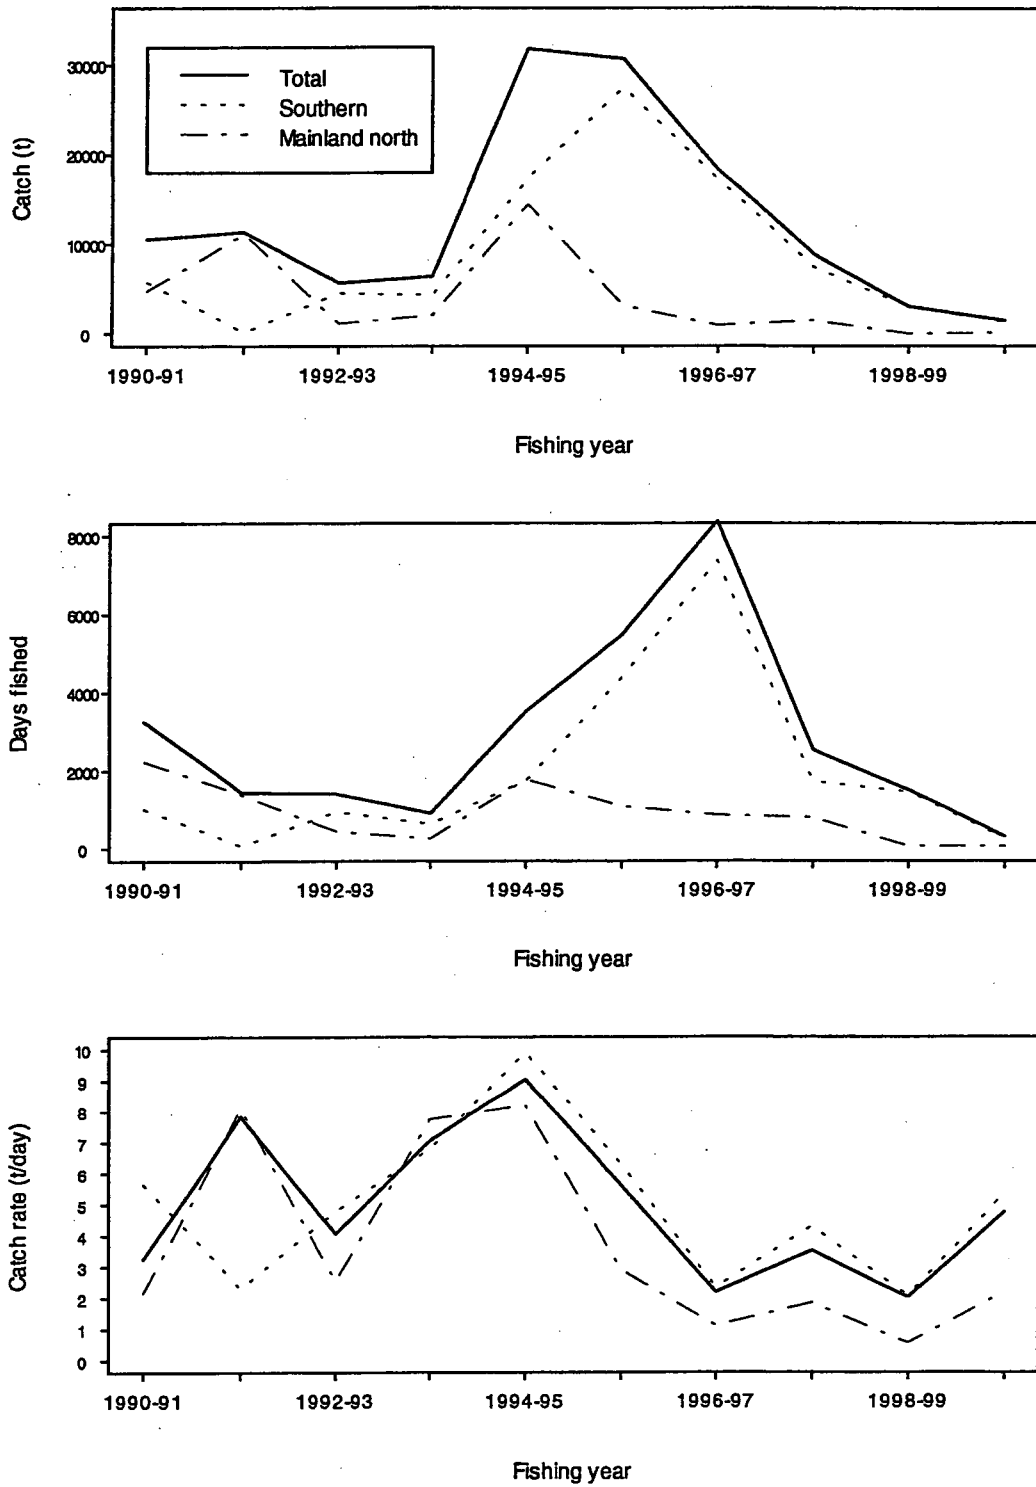 Catch (t)
30000
20000
10000
0
Total
Southern
Mainland north
1990-91 1992-93 1994-95 1996-97 1998-99
Fishing year
Days fished
8000
6000
4000
2000
0
1990-91 1992-93 1994-95 1996-97 1998-99
Fishing year
Catch rate (t/day)
10
9
8
7
6
5
4
3
2
1
0
1990-91 1992-93 1994-95 1996-97 1998-99
Fishing year